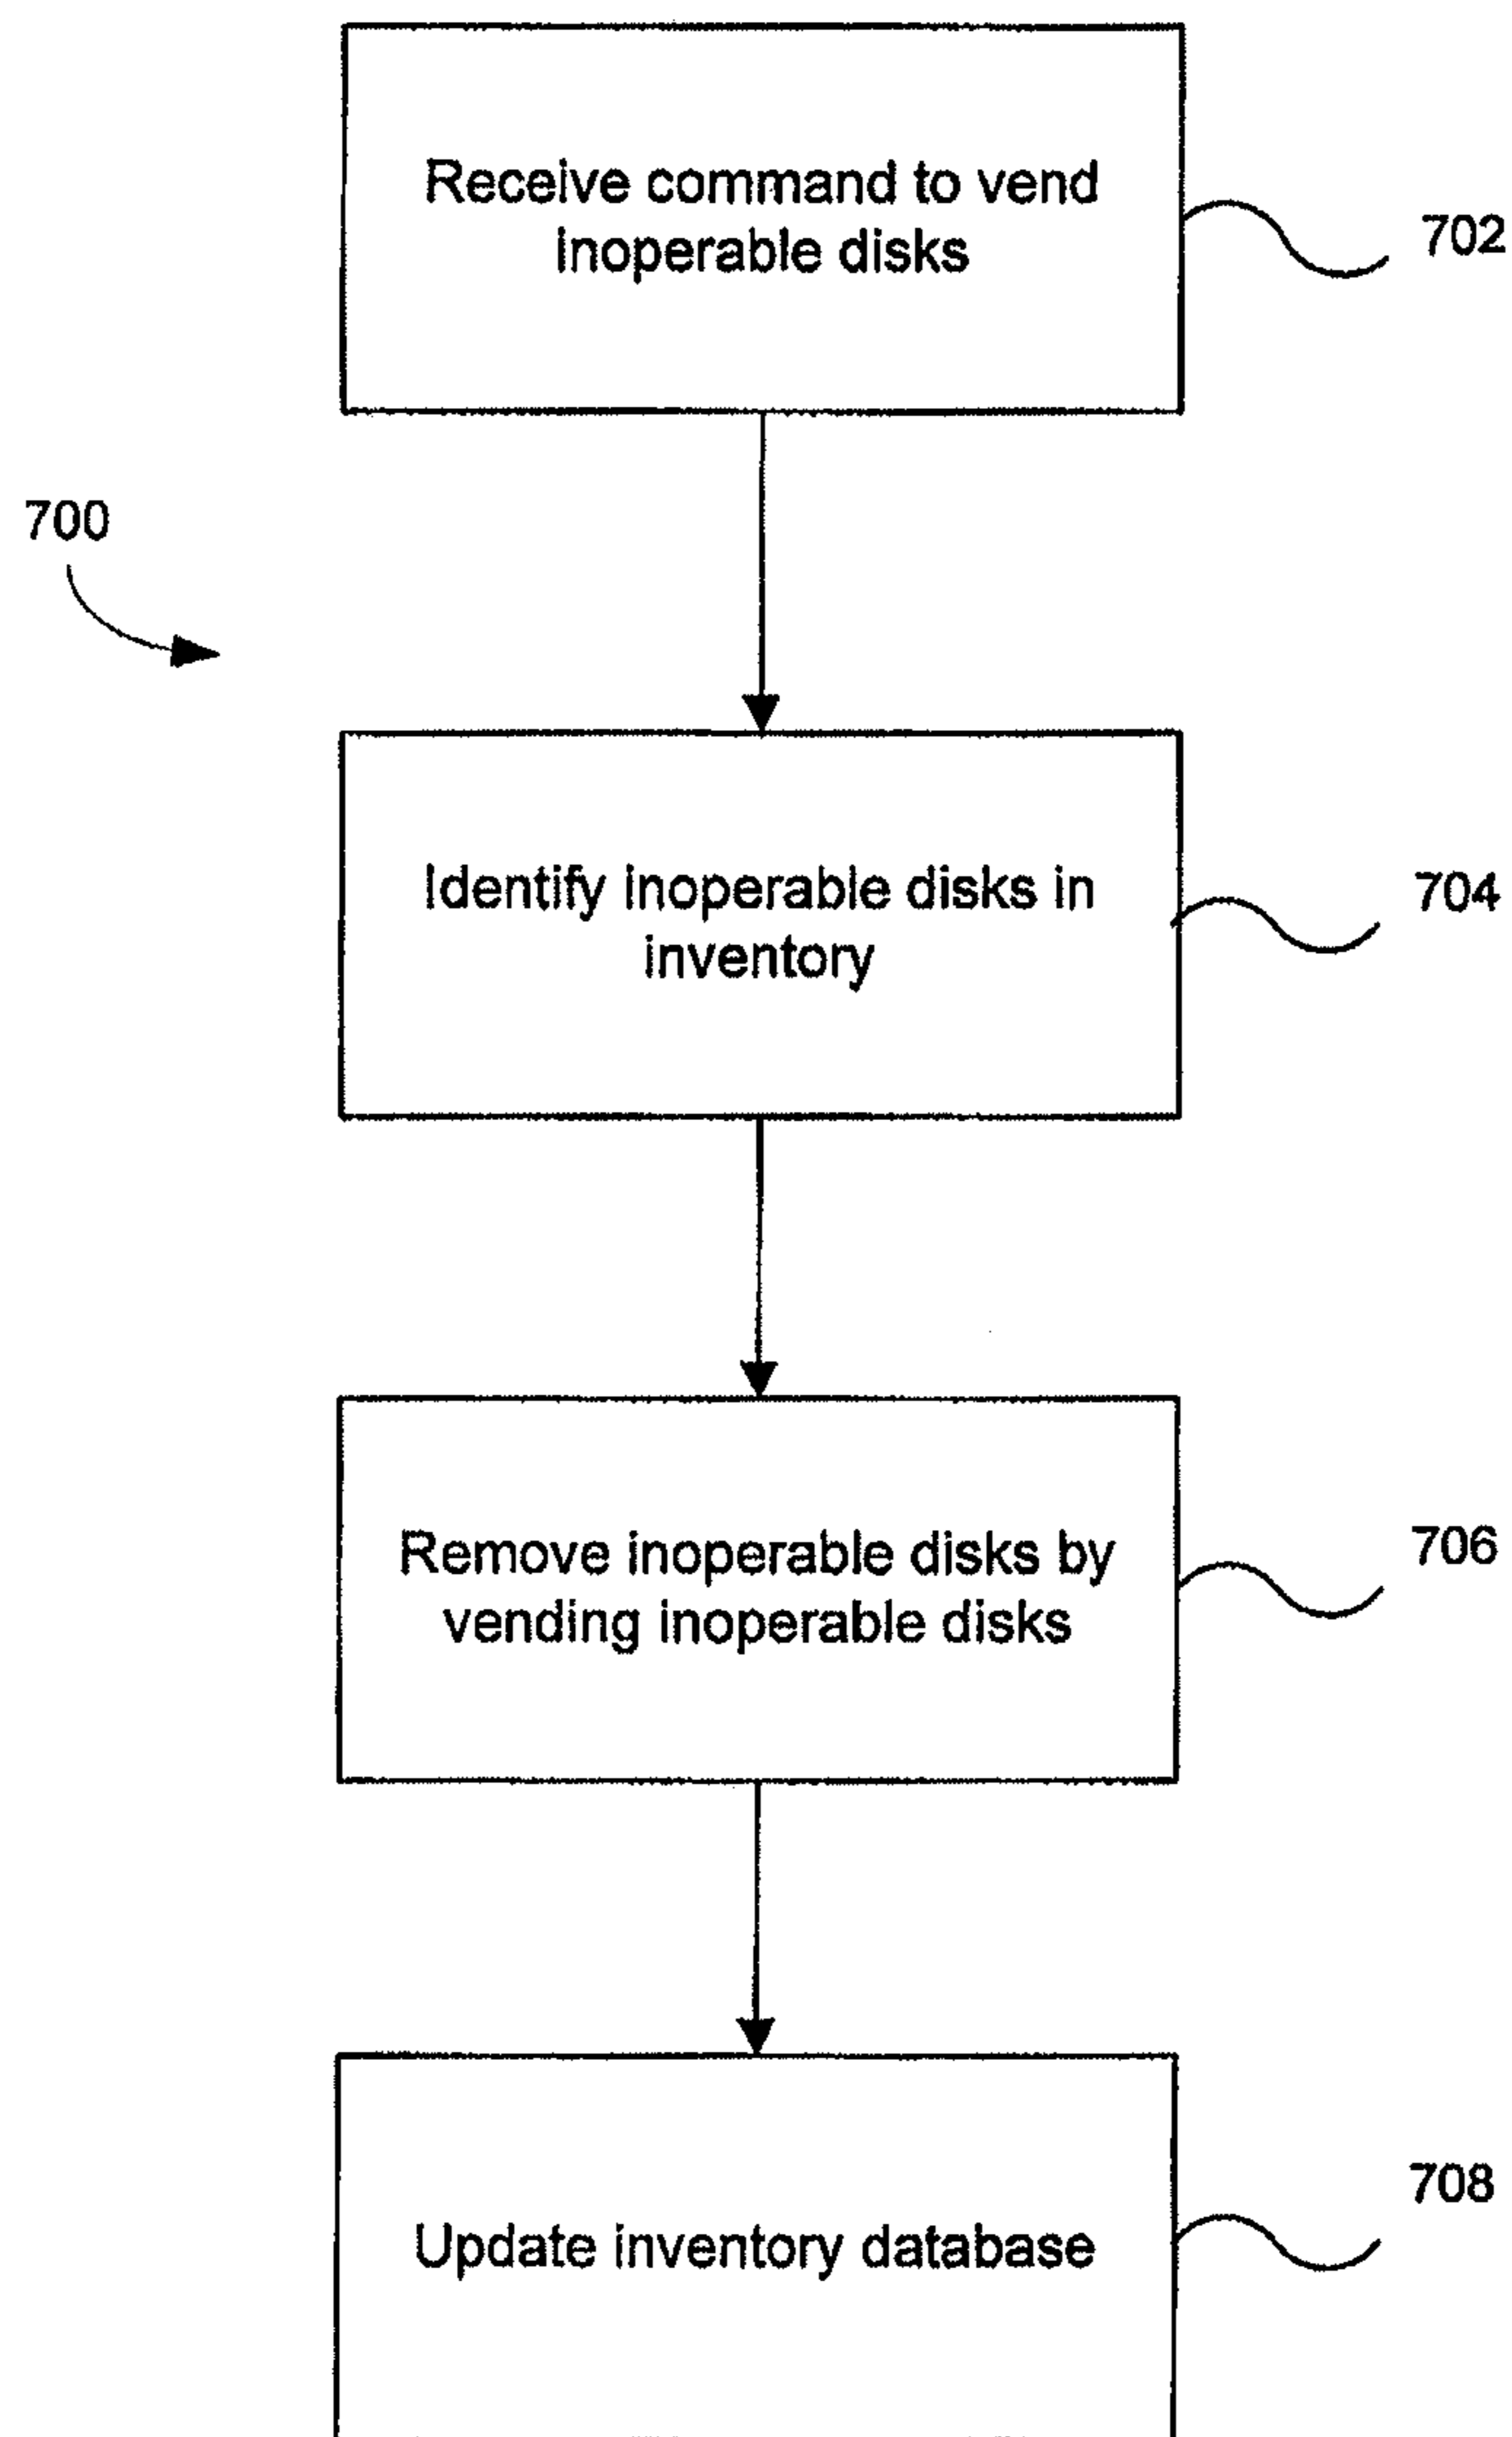 Receive command to vend
inoperable disks
702
700
Identify inoperable disks in
inventory
704
Remove inoperable disks by
vending inoperable disks
706
Update inventory database
708